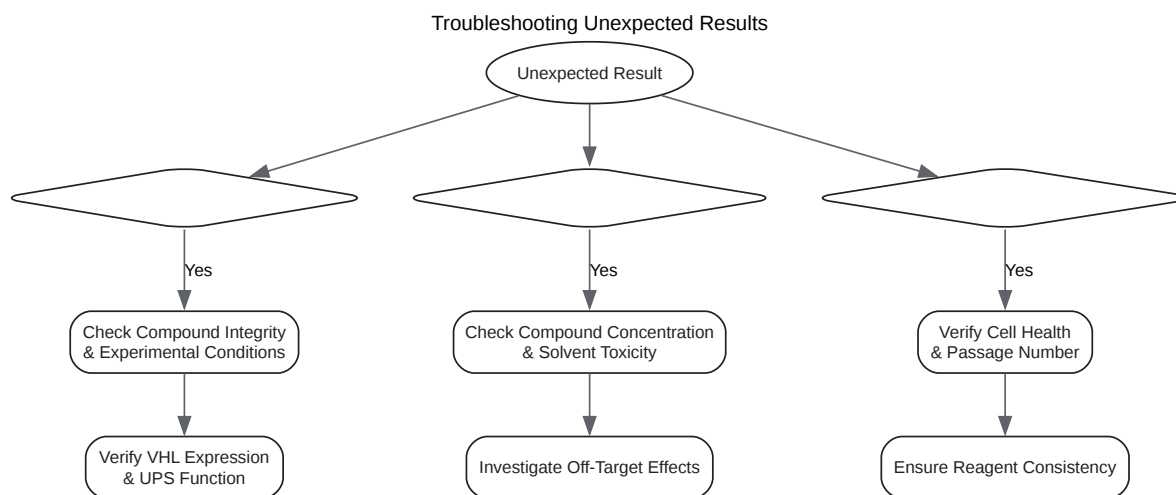 Troubleshooting Unexpected Results
Unexpected Result
Yes
Yes
Yes
Check Compound Integrity
& Experimental Conditions
Check Compound Concentration
& Solvent Toxicity
Verify Cell Health
& Passage Number
Verify VHL Expression
& UPS Function
Investigate Off-Target Effects
Ensure Reagent Consistency